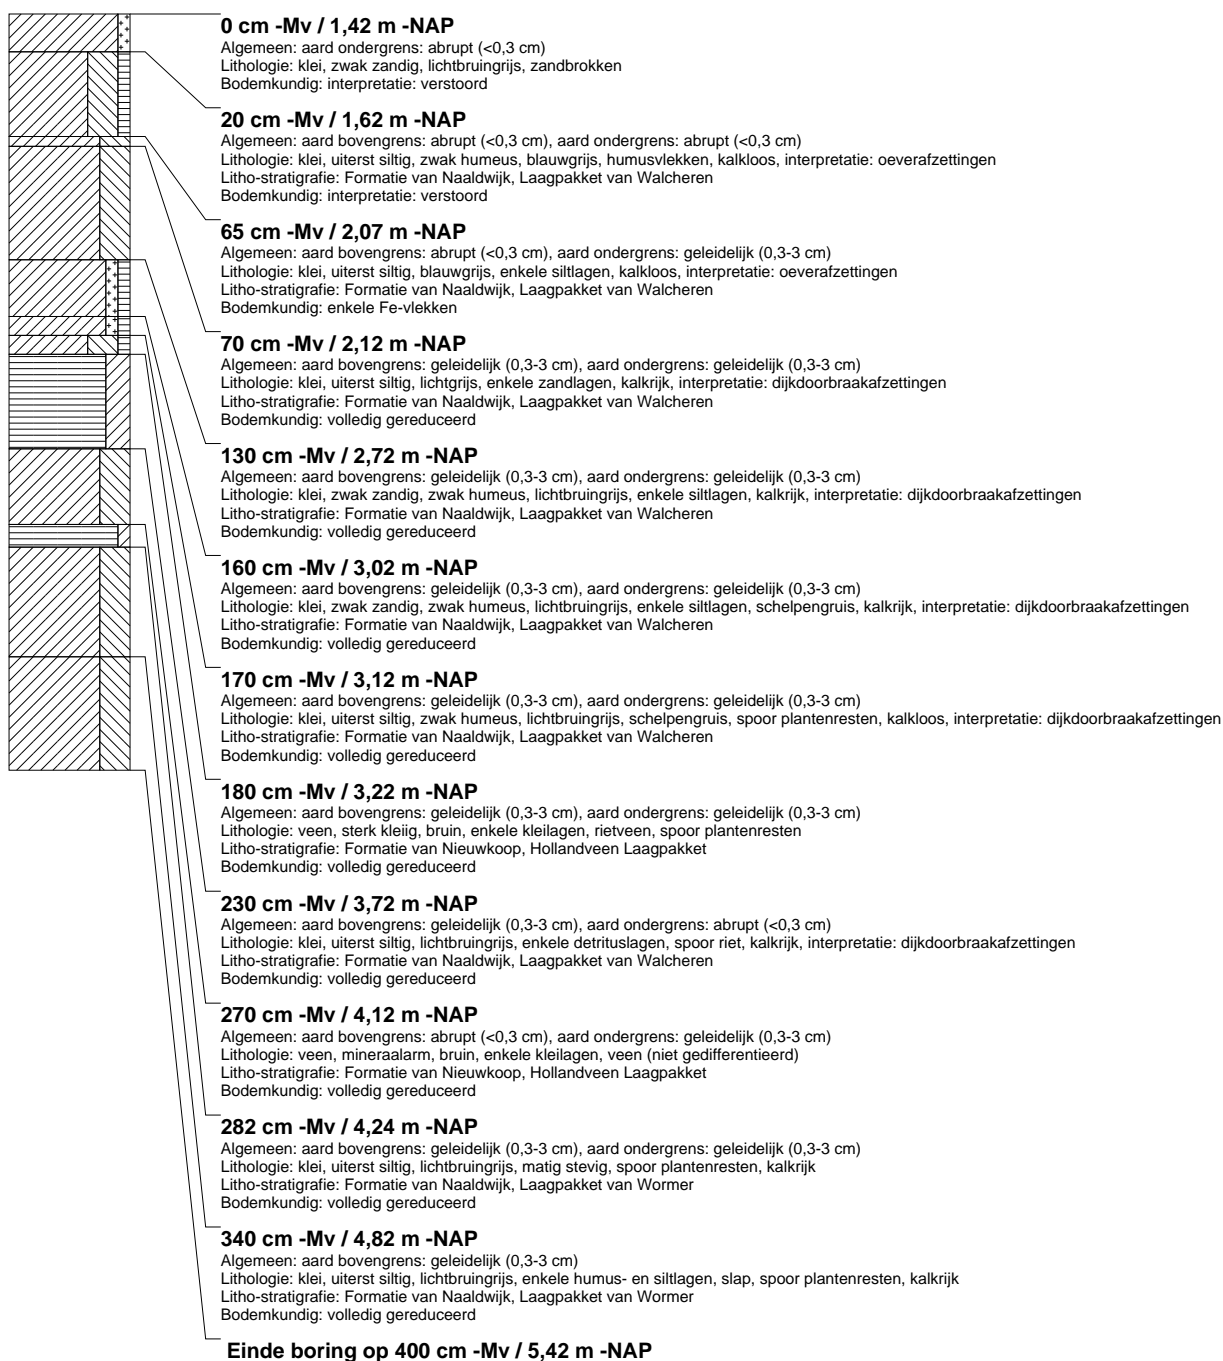 0 cm -Mv / 1,42 m -NAP
Algemeen: aard ondergrens: abrupt (<0,3 cm)
Lithologie: klei, zwak zandig, lichtbruingrijs, zandbrokken
Bodemkundig: interpretatie: verstoord
20 cm -Mv / 1,62 m -NAP
Algemeen: aard bovengrens: abrupt (<0,3 cm), aard ondergrens: abrupt (<0,3 cm)
Lithologie: klei, uiterst siltig, zwak humeus, blauwgrijs, humusvlekken, kalkloos, interpretatie: oeverafzettingen
Litho-stratigrafie: Formatie van Naaldwijk, Laagpakket van Walcheren
Bodemkundig: interpretatie: verstoord
65 cm -Mv / 2,07 m -NAP
Algemeen: aard bovengrens: abrupt (<0,3 cm), aard ondergrens: geleidelijk (0,3-3 cm)
Lithologie: klei, uiterst siltig, blauwgrijs, enkele siltlagen, kalkloos, interpretatie: oeverafzettingen
Litho-stratigrafie: Formatie van Naaldwijk, Laagpakket van Walcheren
Bodemkundig: enkele Fe-vlekken
70 cm -Mv / 2,12 m -NAP
Algemeen: aard bovengrens: geleidelijk (0,3-3 cm), aard ondergrens: geleidelijk (0,3-3 cm)
Lithologie: klei, uiterst siltig, lichtgrijs, enkele zandlagen, kalkrijk, interpretatie: dijkdoorbraakafzettingen
Litho-stratigrafie: Formatie van Naaldwijk, Laagpakket van Walcheren
Bodemkundig: volledig gereduceerd
130 cm -Mv / 2,72 m -NAP
Algemeen: aard bovengrens: geleidelijk (0,3-3 cm), aard ondergrens: geleidelijk (0,3-3 cm)
Lithologie: klei, zwak zandig, zwak humeus, lichtbruingrijs, enkele siltlagen, kalkrijk, interpretatie: dijkdoorbraakafzettingen
Litho-stratigrafie: Formatie van Naaldwijk, Laagpakket van Walcheren
Bodemkundig: volledig gereduceerd
160 cm -Mv / 3,02 m -NAP
Algemeen: aard bovengrens: geleidelijk (0,3-3 cm), aard ondergrens: geleidelijk (0,3-3 cm)
Lithologie: klei, zwak zandig, zwak humeus, lichtbruingrijs, enkele siltlagen, schelpengruis, kalkrijk, interpretatie: dijkdoorbraakafzettingen
Litho-stratigrafie: Formatie van Naaldwijk, Laagpakket van Walcheren
Bodemkundig: volledig gereduceerd
170 cm -Mv / 3,12 m -NAP
Algemeen: aard bovengrens: geleidelijk (0,3-3 cm), aard ondergrens: geleidelijk (0,3-3 cm)
Lithologie: klei, uiterst siltig, zwak humeus, lichtbruingrijs, schelpengruis, spoor plantenresten, kalkloos, interpretatie: dijkdoorbraakafzettingen
Litho-stratigrafie: Formatie van Naaldwijk, Laagpakket van Walcheren
Bodemkundig: volledig gereduceerd
180 cm -Mv / 3,22 m -NAP
Algemeen: aard bovengrens: geleidelijk (0,3-3 cm), aard ondergrens: geleidelijk (0,3-3 cm)
Lithologie: veen, sterk kleiig, bruin, enkele kleilagen, rietveen, spoor plantenresten
Litho-stratigrafie: Formatie van Nieuwkoop, Hollandveen Laagpakket
Bodemkundig: volledig gereduceerd
230 cm -Mv / 3,72 m -NAP
Algemeen: aard bovengrens: geleidelijk (0,3-3 cm), aard ondergrens: abrupt (<0,3 cm)
Lithologie: klei, uiterst siltig, lichtbruingrijs, enkele detrituslagen, spoor riet, kalkrijk, interpretatie: dijkdoorbraakafzettingen
Litho-stratigrafie: Formatie van Naaldwijk, Laagpakket van Walcheren
Bodemkundig: volledig gereduceerd
270 cm -Mv / 4,12 m -NAP
Algemeen: aard bovengrens: abrupt (<0,3 cm), aard ondergrens: geleidelijk (0,3-3 cm)
Lithologie: veen, mineraalarm, bruin, enkele kleilagen, veen (niet gedifferentieerd)
Litho-stratigrafie: Formatie van Nieuwkoop, Hollandveen Laagpakket
Bodemkundig: volledig gereduceerd
282 cm -Mv / 4,24 m -NAP
Algemeen: aard bovengrens: geleidelijk (0,3-3 cm), aard ondergrens: geleidelijk (0,3-3 cm)
Lithologie: klei, uiterst siltig, lichtbruingrijs, matig stevig, spoor plantenresten, kalkrijk
Litho-stratigrafie: Formatie van Naaldwijk, Laagpakket van Wormer
Bodemkundig: volledig gereduceerd
340 cm -Mv / 4,82 m -NAP
Algemeen: aard bovengrens: geleidelijk (0,3-3 cm)
Lithologie: klei, uiterst siltig, lichtbruingrijs, enkele humus- en siltlagen, slap, spoor plantenresten, kalkrijk
Litho-stratigrafie: Formatie van Naaldwijk, Laagpakket van Wormer
Bodemkundig: volledig gereduceerd
Einde boring op 400 cm -Mv / 5,42 m -NAP